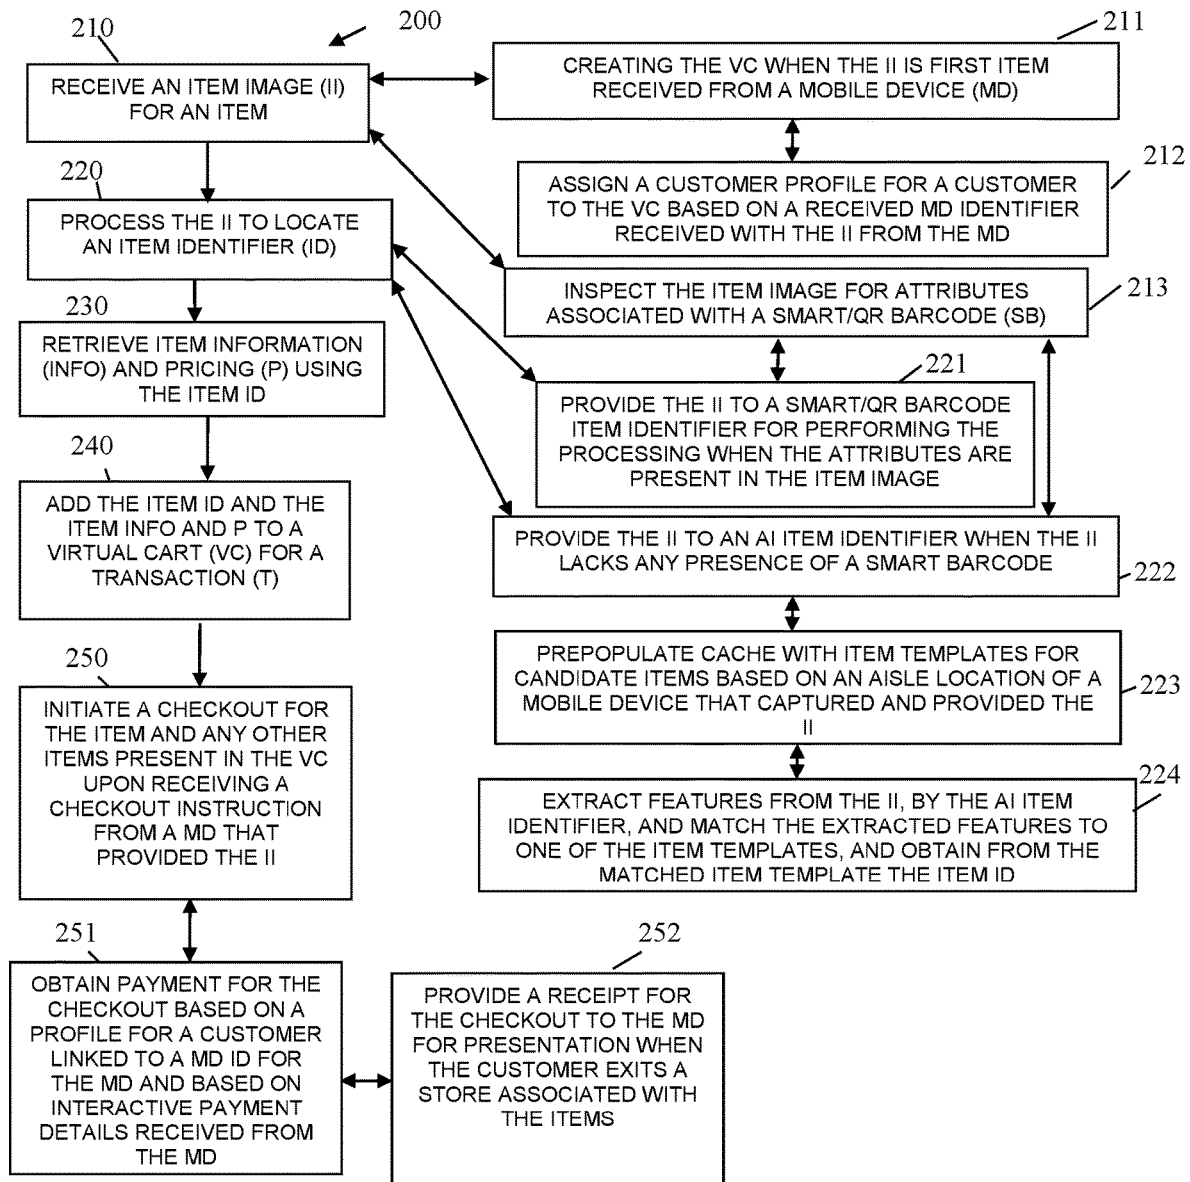 210
200
RECEIVE AN ITEM IMAGE (II)
FOR AN ITEM
211
CREATING THE VC WHEN THE II IS FIRST ITEM
RECEIVED FROM A MOBILE DEVICE (MD)
212
ASSIGN A CUSTOMER PROFILE FOR A CUSTOMER
TO THE VC BASED ON A RECEIVED MD IDENTIFIER
RECEIVED WITH THE II FROM THE MD
220
PROCESS THE II TO LOCATE
AN ITEM IDENTIFIER (ID)
213
INSPECT THE ITEM IMAGE FOR ATTRIBUTES
ASSOCIATED WITH A SMART/QR BARCODE (SB)
230
RETRIEVE ITEM INFORMATION
(INFO) AND PRICING (P) USING
THE ITEM ID
221
PROVIDE THE II TO A SMART/QR BARCODE
ITEM IDENTIFIER FOR PERFORMING THE
PROCESSING WHEN THE ATTRIBUTES ARE
PRESENT IN THE ITEM IMAGE
240
ADD THE ITEM ID AND THE
ITEM INFO AND P TO A
VIRTUAL CART (VC) FOR A
TRANSACTION (T)
PROVIDE THE II TO AN AI ITEM IDENTIFIER WHEN THE II
LACKS ANY PRESENCE OF A SMART BARCODE
222
PREPOPULATE CACHE WITH ITEM TEMPLATES FOR
CANDIDATE ITEMS BASED ON AN AISLE LOCATION OF A
MOBILE DEVICE THAT CAPTURED AND PROVIDED THE
II
223
250
INITIATE A CHECKOUT FOR
THE ITEM AND ANY OTHER
ITEMS PRESENT IN THE VC
UPON RECEIVING A
CHECKOUT INSTRUCTION
FROM A MD THAT
PROVIDED THE II
224
EXTRACT FEATURES FROM THE II, BY THE AI ITEM
IDENTIFIER, AND MATCH THE EXTRACTED FEATURES TO
ONE OF THE ITEM TEMPLATES, AND OBTAIN FROM THE
MATCHED ITEM TEMPLATE THE ITEM ID
251
OBTAIN PAYMENT FOR THE
CHECKOUT BASED ON A
PROFILE FOR A CUSTOMER
LINKED TO A MD ID FOR
THE MD AND BASED ON
INTERACTIVE PAYMENT
DETAILS RECEIVED FROM
THE MD
252
PROVIDE A RECEIPT FOR
THE CHECKOUT TO THE MD
FOR PRESENTATION WHEN
THE CUSTOMER EXITS A
STORE ASSOCIATED WITH
THE ITEMS